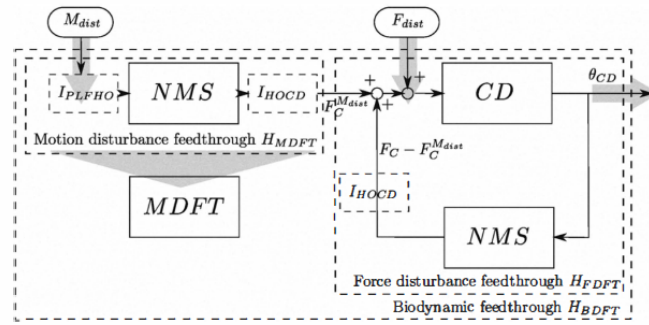 M_dist
F_dist
I_PLFHO
NMS
I_HOCD
F_C^{M_dist}
+
+
+
+
CD
θ_CD
Motion disturbance feedthrough H_MDFT
F_C − F_C^{M_dist}
MDFT
I_HOCD
NMS
Force disturbance feedthrough H_FDFT
Biodynamic feedthrough H_BDFT